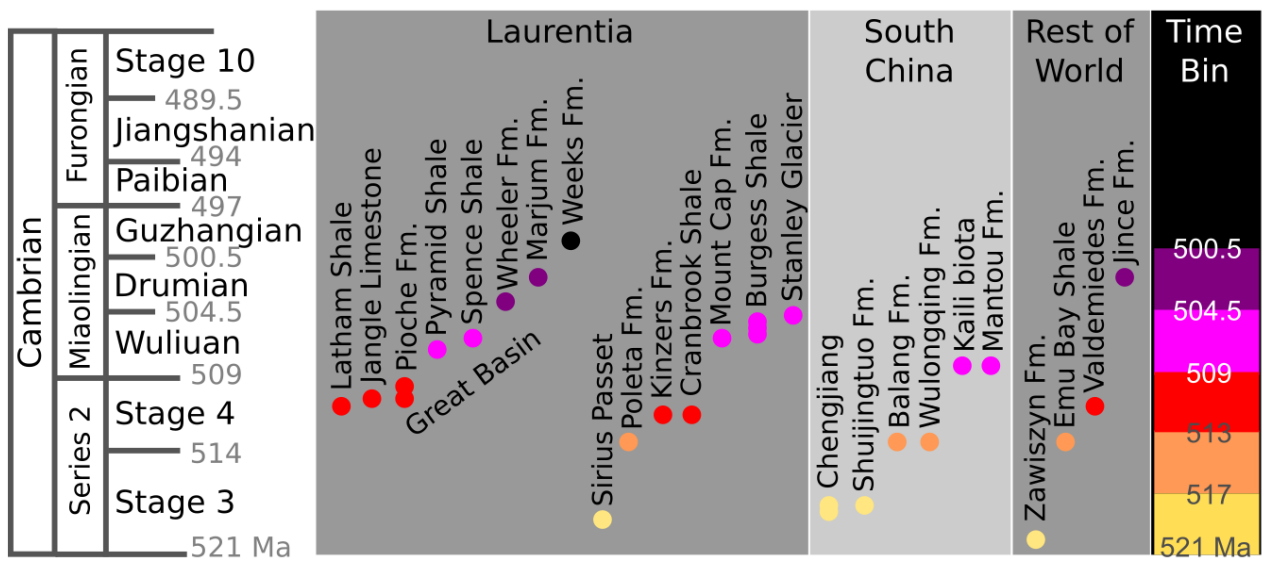 Cambrian
Furongian
Miaolingian
Series 2
Stage 10
489.5
Jiangshanian
494
Paibian
497
Guzhangian
500.5
Drumian
504.5
Wuliuan
509
Stage 4
514
Stage 3
521 Ma
Laurentia
Latham Shale
Jangle Limestone
Pioche Fm.
Pyramid Shale
Spence Shale
Wheeler Fm.
Marjum Fm.
Weeks Fm.
Great Basin
Sirius Passet
Poleta Fm.
Kinzers Fm.
Cranbrook Shale
Mount Cap Fm.
Burgess Shale
Stanley Glacier
South
China
Chengjiang
Shuijingtuo Fm.
Balang Fm.
Wulongqing Fm.
Kaili biota
Mantou Fm.
Rest of
World
Zawiszyn Fm.
Emu Bay Shale
Valdemiedes Fm.
Jince Fm.
Time
Bin
500.5
504.5
509
513
517
521 Ma